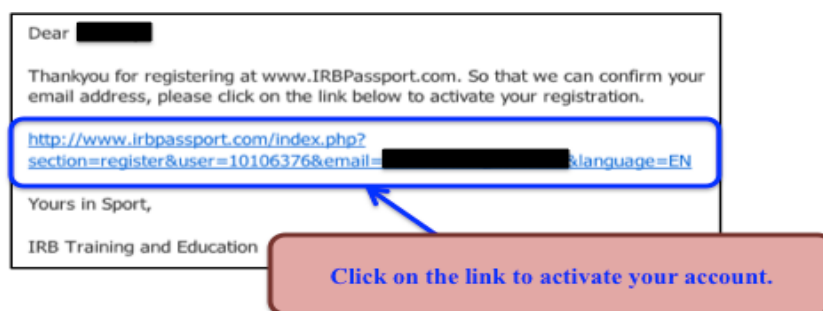 Dear
Thankyou for registering at www.IRBPassport.com. So that we can confirm your
email address, please click on the link below to activate your registration.
http://www.irbpassport.com/index.php?
section=register&user=10106376&email=
&language=EN
Yours in Sport,
IRB Training and Education
Click on the link to activate your account.